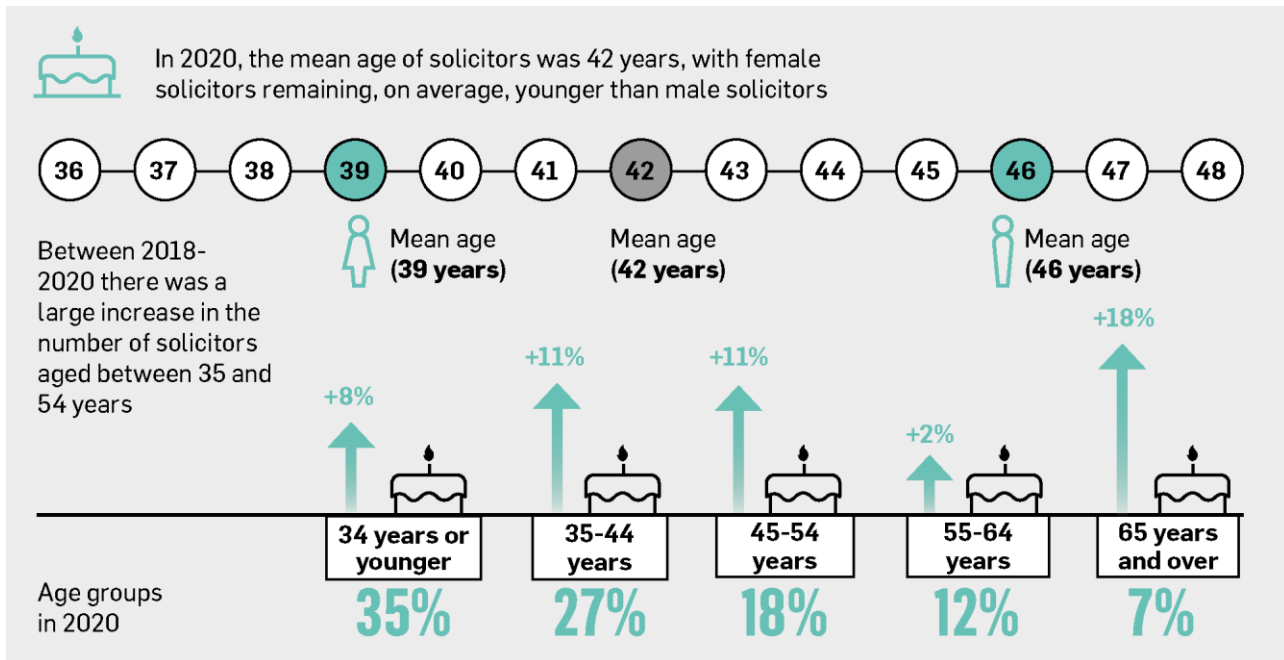 In 2020, the mean age of solicitors was 42 years, with female
solicitors remaining, on average, younger than male solicitors
36 37 38 39 40 41 42 43 44 45 46 47 48
Mean age
(39 years)
Mean age
(42 years)
Mean age
(46 years)
Between 2018-
2020 there was a
large increase in the
number of solicitors
aged between 35 and
54 years
+8%
+11%
+11%
+2%
+18%
34 years or
younger
35-44
years
45-54
years
55-64
years
65 years
and over
Age groups
in 2020
35% 27% 18% 12% 7%